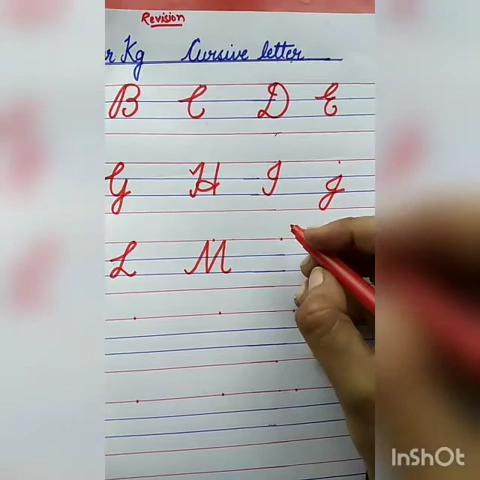 Revision
r Kg Cursive letter
B C D E
G H I j
L M
InShOt